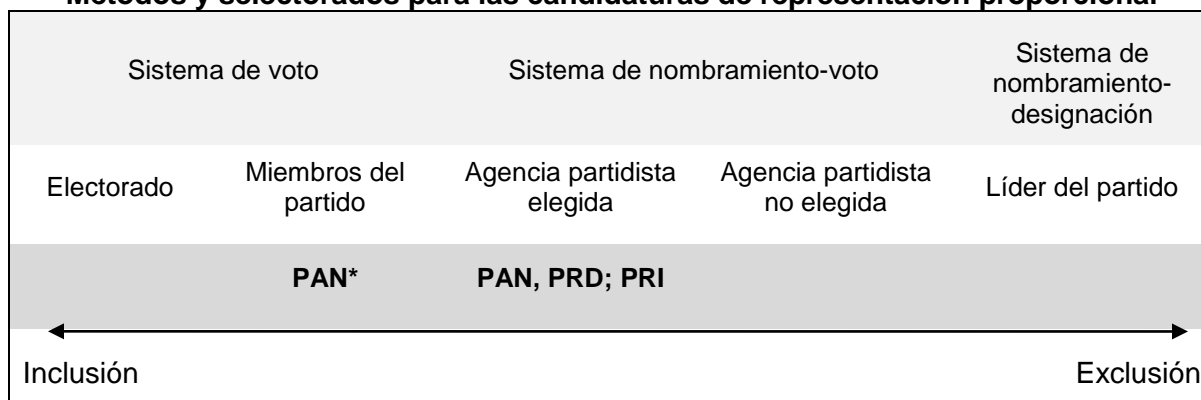 Métodos y selectorados para las candidaturas de representación proporcional
Sistema de voto
Sistema de nombramiento-voto
Sistema de
nombramiento-
designación
Electorado
Miembros del
partido
Agencia partidista
elegida
Agencia partidista
no elegida
Líder del partido
PAN*
PAN, PRD; PRI
Inclusión
Exclusión